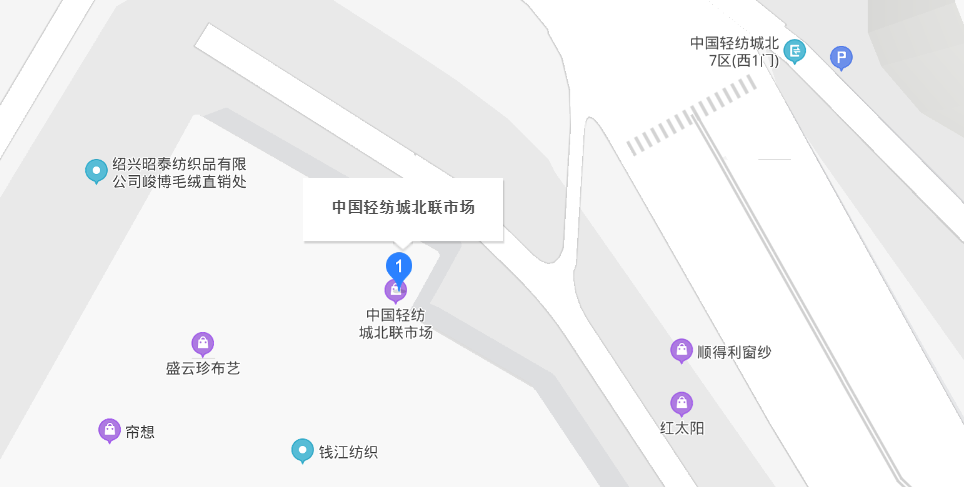 中国轻纺城北
7区(西1门)
P
绍兴昭泰纺织品有限
公司峻博毛绒直销处
中国轻纺城北联市场
1
中国轻纺
城北联市场
盛云珍布艺
顺得利窗纱
红太阳
帘想
钱江纺织